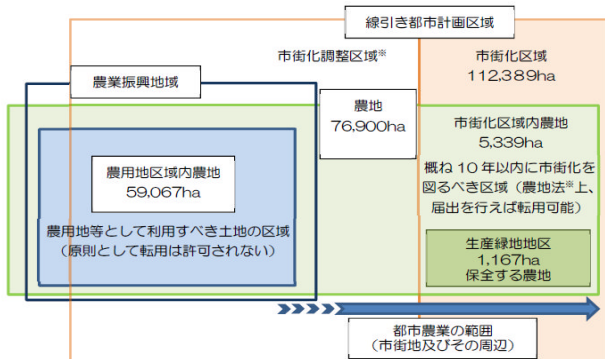 線引き都市計画区域
市街化調整区域※
市街化区域
112,389ha
農業振興地域
農地
76,900ha
市街化区域内農地
5,339ha
概ね10年以内に市街化を
図るべき区域（農地法※上、
届出を行えば転用可能）
農用地区域内農地
59,067ha
農用地等として利用すべき土地の区域
（原則として転用は許可されない）
生産緑地地区
1,167ha
保全する農地
都市農業の範囲
（市街地及びその周辺）